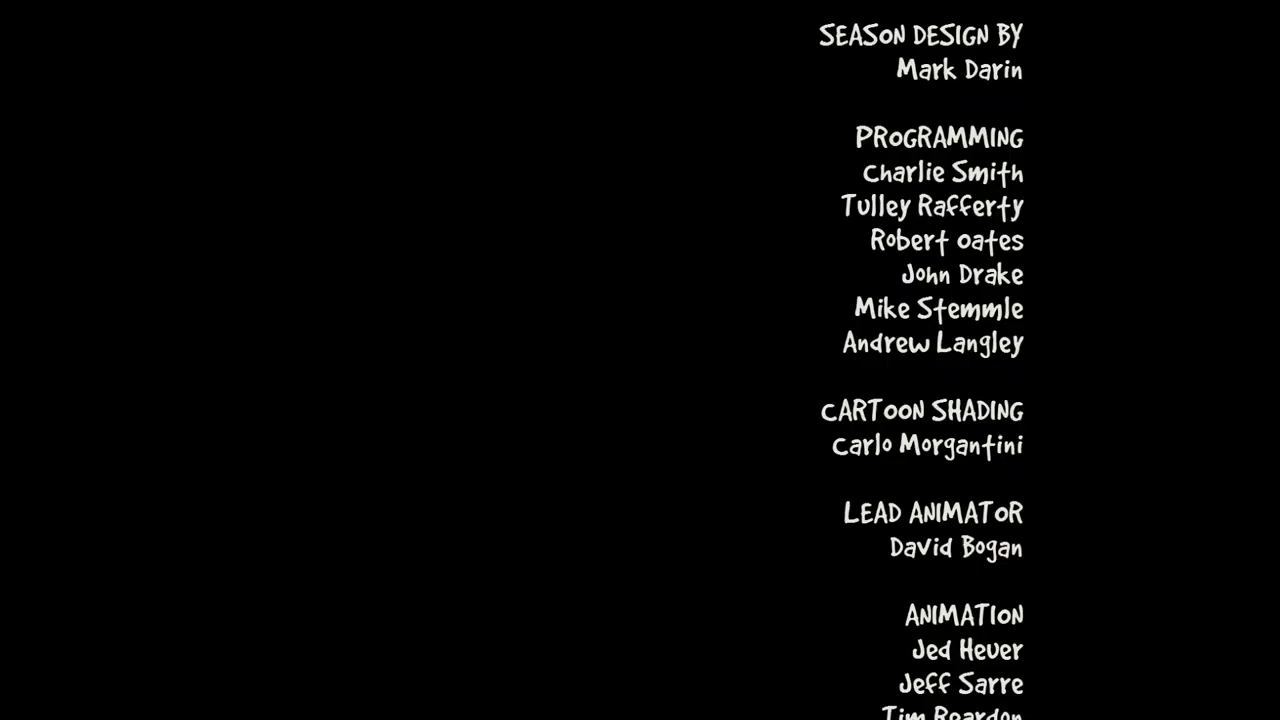 SEASON DESIGN BY
Mark Darin
PROGRAMMING
Charlie Smith
Tulley Rafferty
Robert Oates
John Drake
Mike Stemmle
Andrew Langley
CARTOON SHADING
Carlo Morgantini
LEAD ANIMATOR
David Bogan
ANIMATION
Jed Heuer
Jeff Sarre
Tim